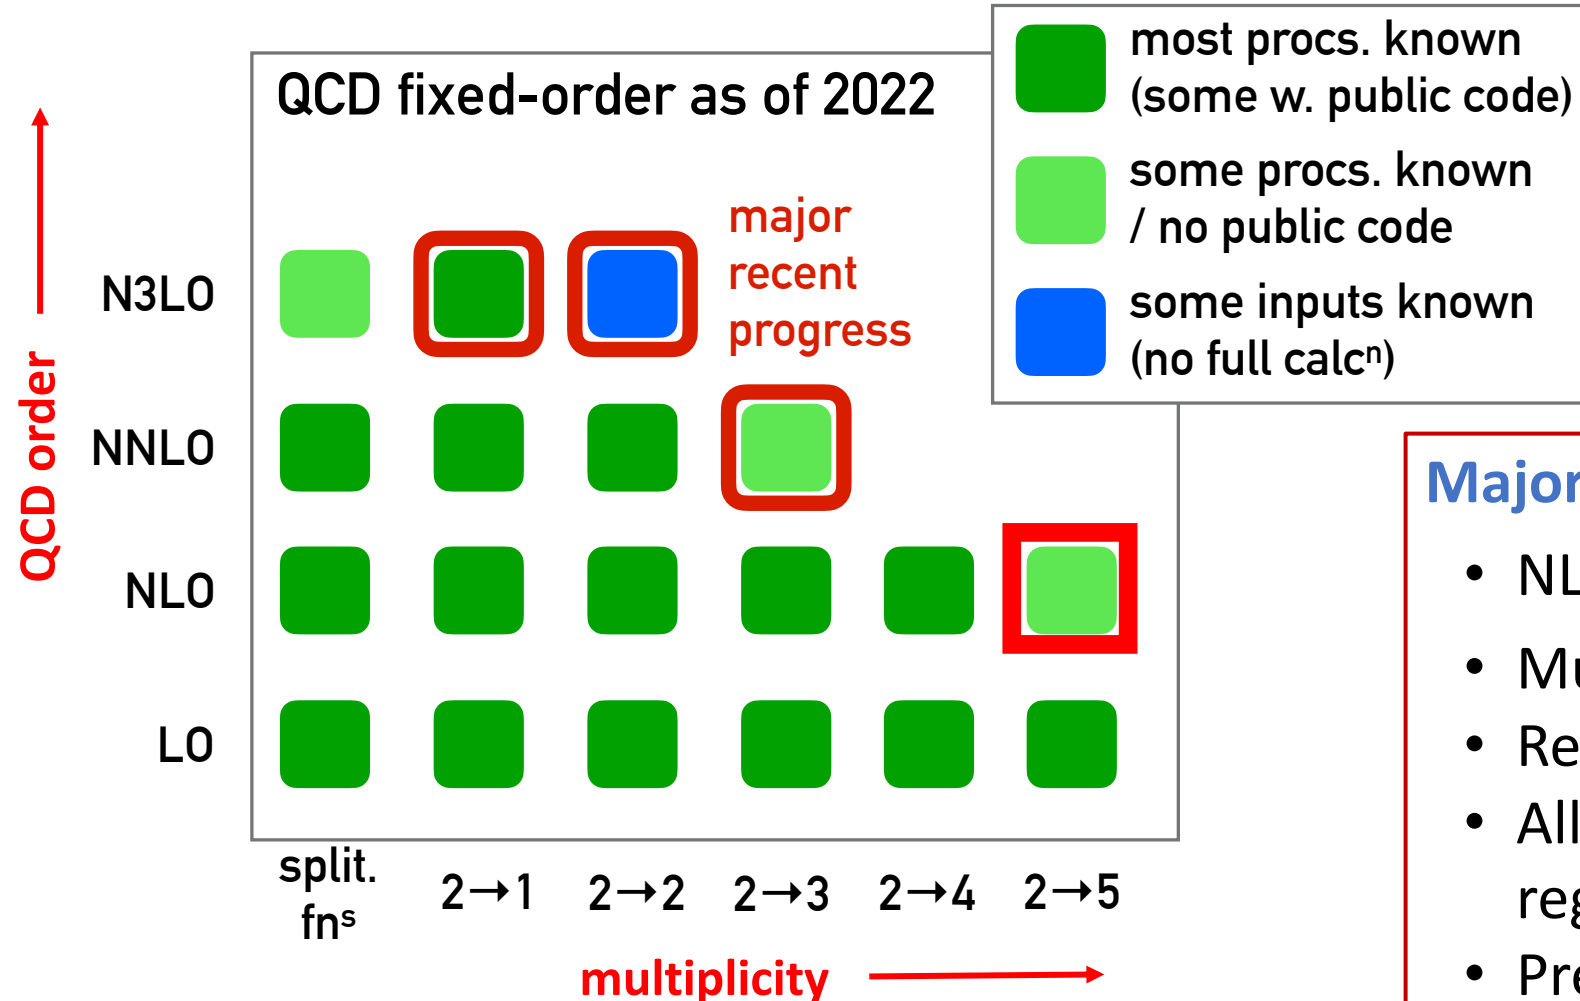 QCD fixed-order as of 2022
most procs. known
(some w. public code)
some procs. known
/ no public code
some inputs known
(no full calcⁿ)
major
recent
progress
QCD order
N3LO
NNLO
NLO
LO
split.
fnˢ
2→1
2→2
2→3
2→4
2→5
multiplicity
Major
• NL
• Mu
• Re
• All
reg
• Pre